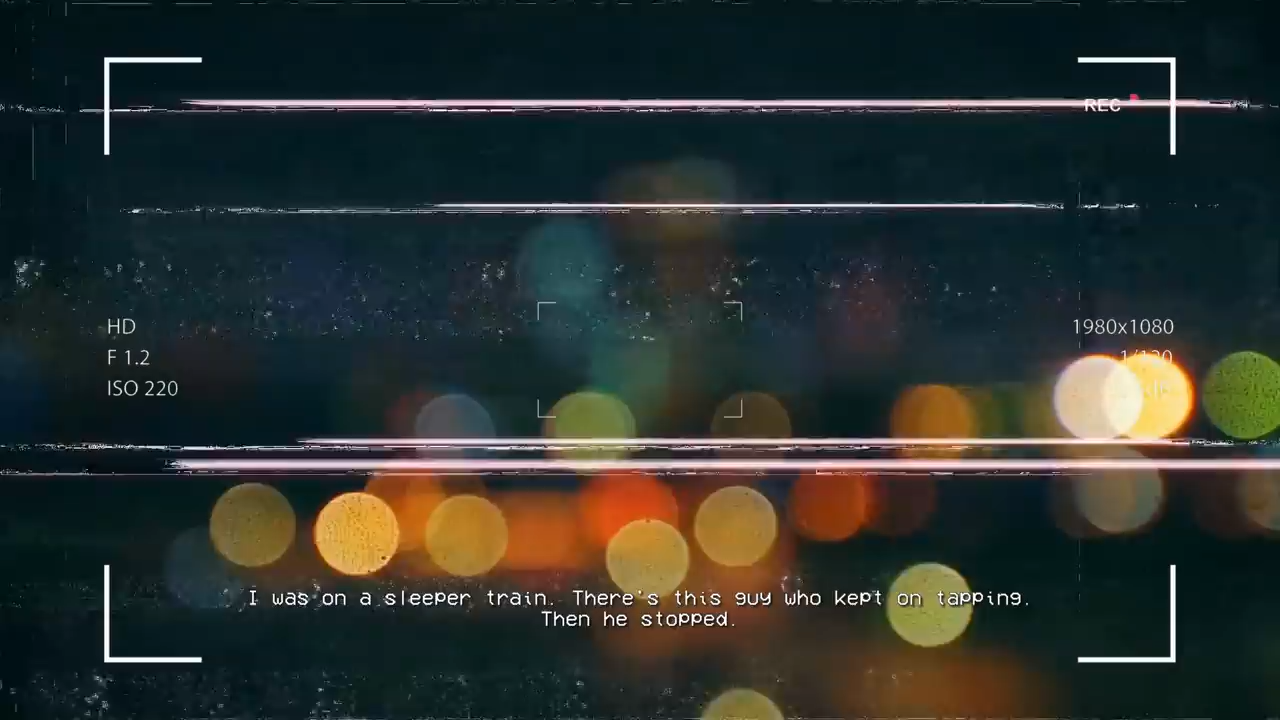 REC
HD
1980x1080
F 1.2
ISO 220
I was on a sleeper train. There's this guy who kept on tapping.
Then he stopped.